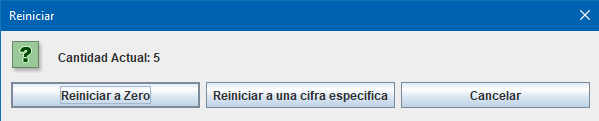 Reiniciar
?
Cantidad Actual: 5
Reiniciar a Zero
Reiniciar a una cifra especifica
Cancelar